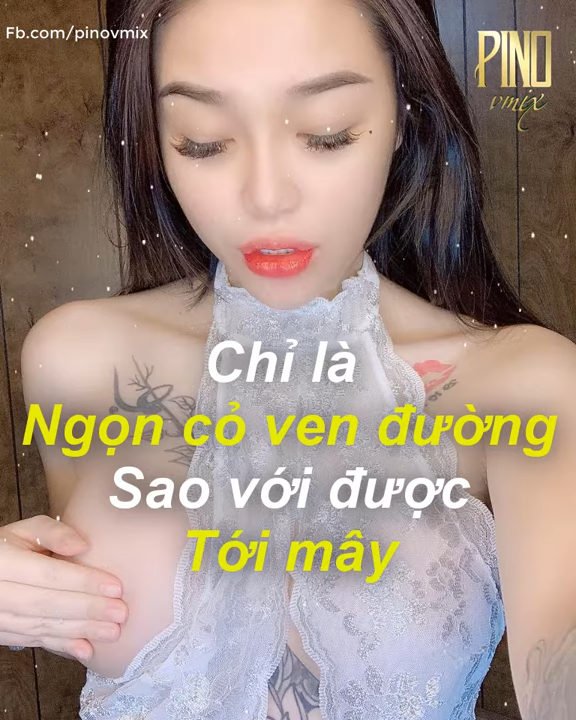 Fb.com/pinovmix
PINO
vmix
Chỉ là
Ngọn cỏ ven đường
Sao với được
Tới mây